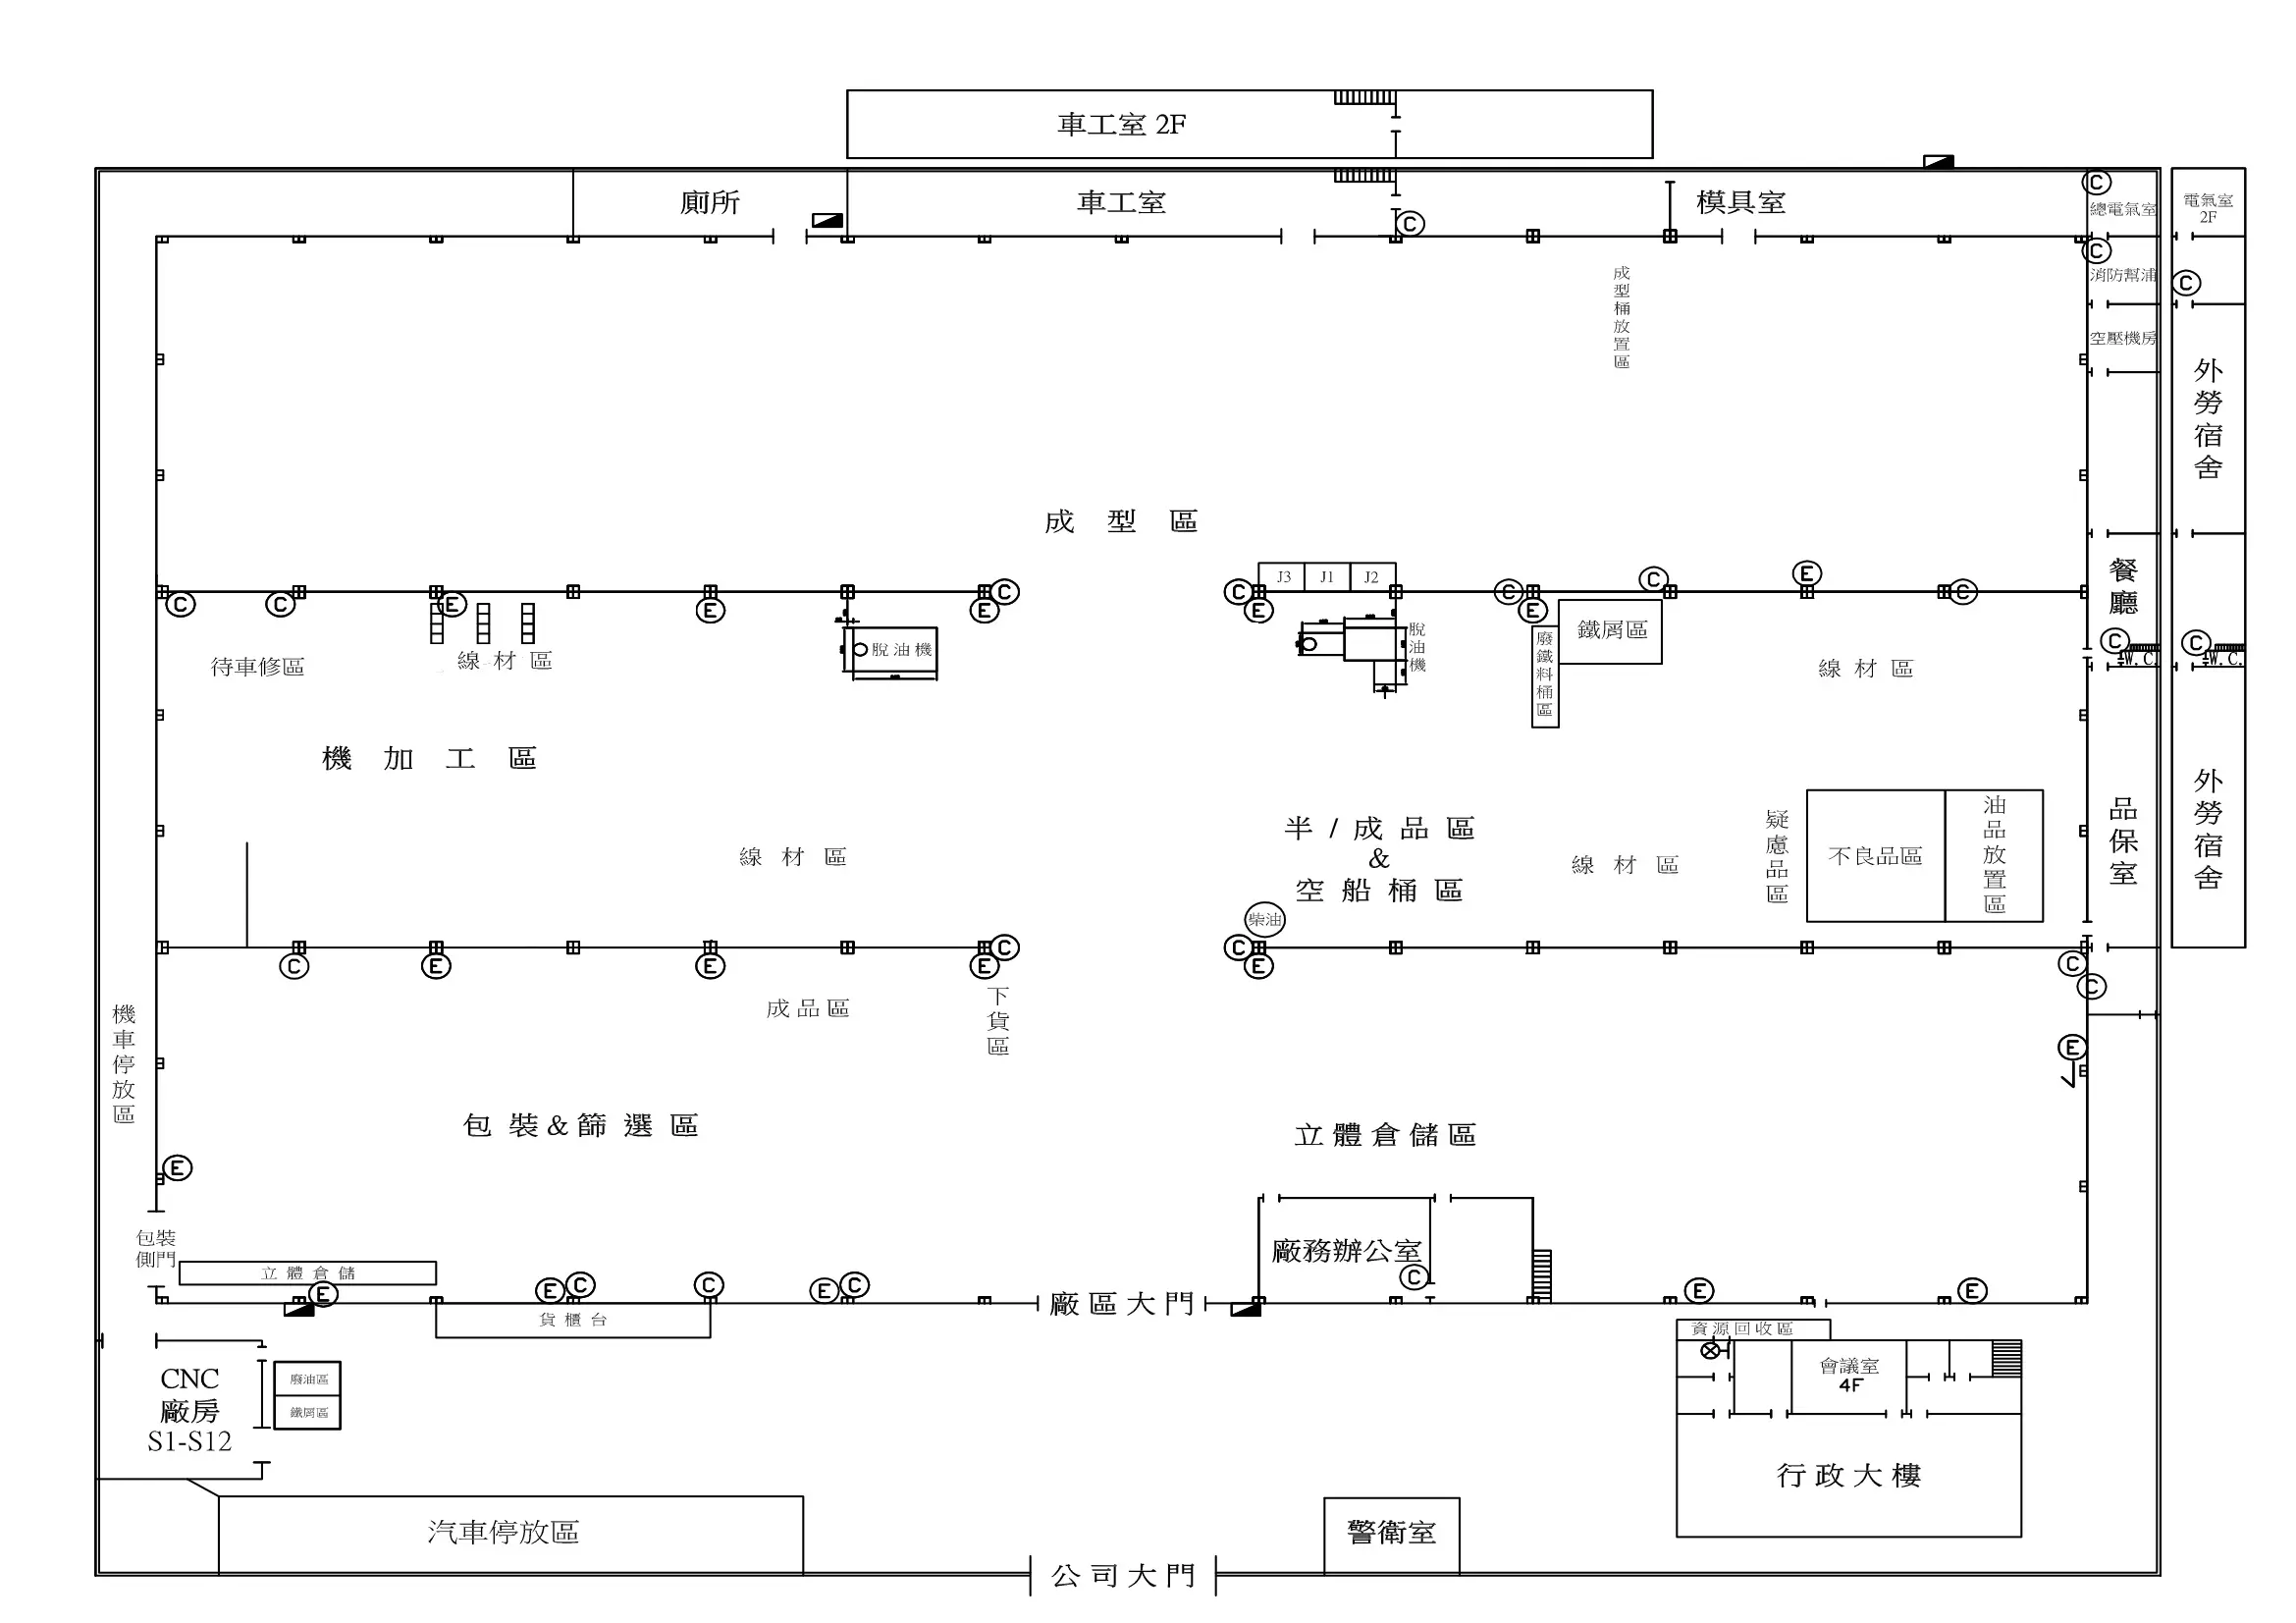 車工室 2F
廁所
車工室
模具室
總電氣室
電氣室
2F
C
C
C
消防幫浦
C
空壓機房
成型桶放置區
外勞宿舍
成型區
J3
J1
J2
餐廳
C
C
E
E
E
C
C
E
C
E
C
E
C
脫油機
脫油機
鐵屑區
廢鐵料桶區
待車修區
線材區
線材區
C
W.C.
C
W.C.
機加工區
半/成品區
&
空船桶區
線材區
線材區
疑慮品區
不良品區
油品放置區
品保室
外勞宿舍
柴油
C
E
E
E
C
C
E
C
C
成品區
下貨區
機車停放區
E
包裝&篩選區
立體倉儲區
E
包裝
側門
立體倉儲
E
E
C
C
E
C
廠務辦公室
C
E
E
貨櫃台
廠區大門
資源回收區
會議室
4F
CNC
廠房
S1-S12
廢油區
鐵屑區
行政大樓
汽車停放區
警衛室
公司大門